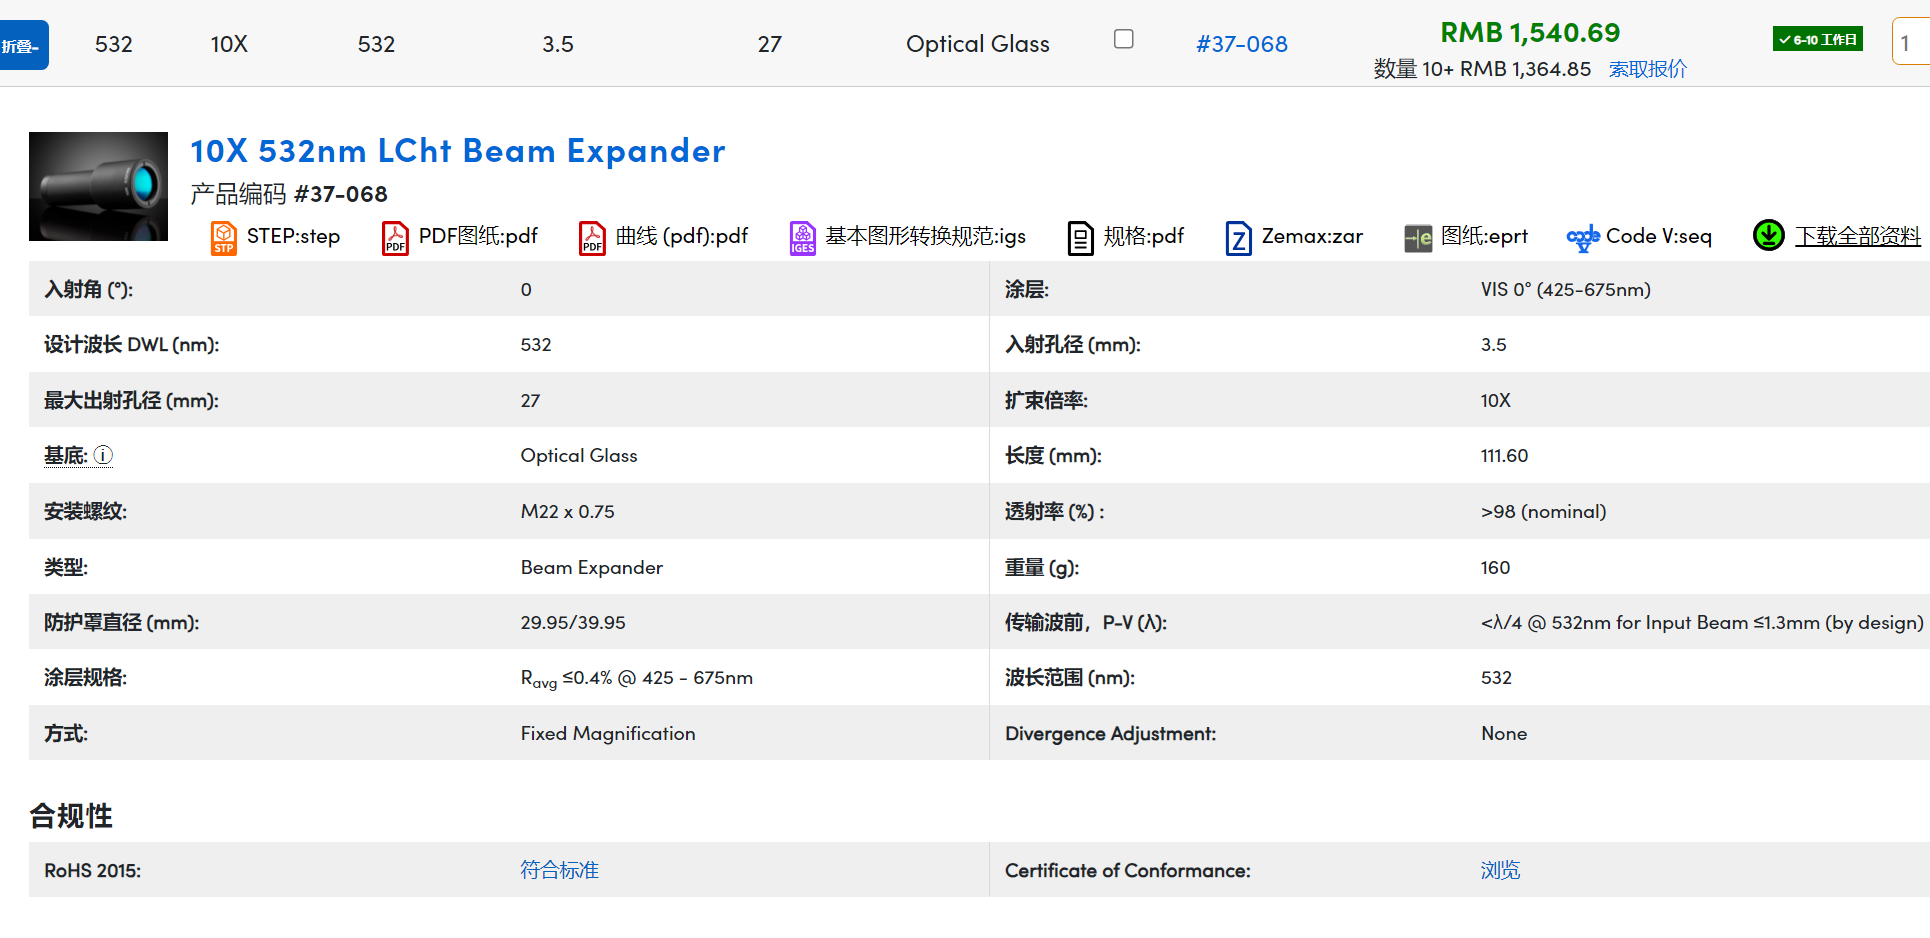 折叠- 532 10X 532 3.5 27 Optical Glass #37-068 RMB 1,540.69 6-10 工作日 1
数量 10+ RMB 1,364.85 索取报价
10X 532nm LCht Beam Expander
产品编码 #37-068
STP STEP:step PDF PDF图纸:pdf PDF 曲线 (pdf):pdf IGES 基本图形转换规范:igs 规格:pdf Z Zemax:zar e 图纸:eprt code V Code V:seq 下载全部资料
入射角 (°): 0 涂层: VIS 0° (425-675nm)
设计波长 DWL (nm): 532 入射孔径 (mm): 3.5
最大出射孔径 (mm): 27 扩束倍率: 10X
基底: ⓘ Optical Glass 长度 (mm): 111.60
安装螺纹: M22 x 0.75 透射率 (%) : >98 (nominal)
类型: Beam Expander 重量 (g): 160
防护罩直径 (mm): 29.95/39.95 传输波前，P-V (λ): <λ/4 @ 532nm for Input Beam ≤1.3mm (by design)
涂层规格: Ravg ≤0.4% @ 425 - 675nm 波长范围 (nm): 532
方式: Fixed Magnification Divergence Adjustment: None
合规性
RoHS 2015: 符合标准 Certificate of Conformance: 浏览